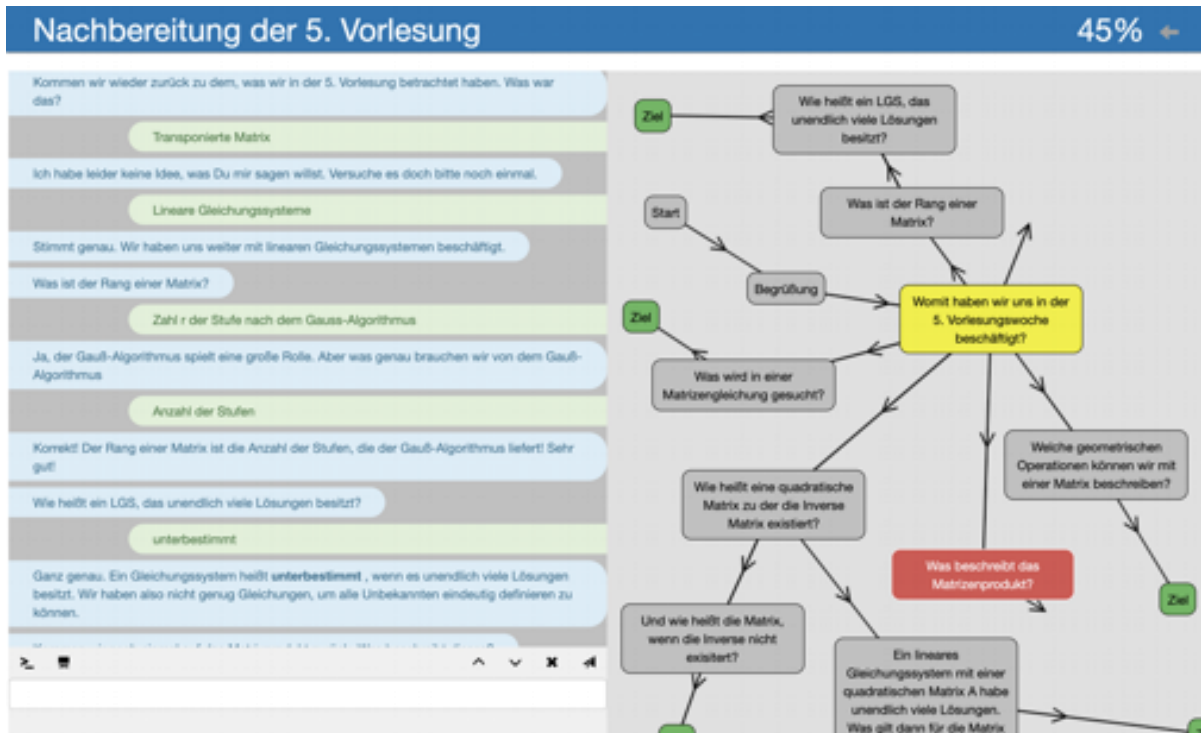 Nachbereitung der 5. Vorlesung
45%
Kommen wir wieder zurück zu dem, was wir in der 5. Vorlesung betrachtet haben. Was war
das?
Transponierte Matrix
Ich habe leider keine Idee, was Du mir sagen willst. Versuche es doch bitte noch einmal.
Lineare Gleichungssysteme
Stimmt genau. Wir haben uns weiter mit linearen Gleichungssystemen beschäftigt.
Was ist der Rang einer Matrix?
Zahl r der Stufe nach dem Gauss-Algorithmus
Ja, der Gauß-Algorithmus spielt eine große Rolle. Aber was genau brauchen wir von dem Gauß-
Algorithmus
Anzahl der Stufen
Korrekt! Der Rang einer Matrix ist die Anzahl der Stufen, die der Gauß-Algorithmus liefert! Sehr
gut!
Wie heißt ein LGS, das unendlich viele Lösungen besitzt?
unterbestimmt
Ganz genau. Ein Gleichungssystem heißt unterbestimmt , wenn es unendlich viele Lösungen
besitzt. Wir haben also nicht genug Gleichungen, um alle Unbekannten eindeutig definieren zu
können.
Ziel
Wie heißt ein LGS, das
unendlich viele Lösungen
besitzt?
Was ist der Rang einer
Matrix?
Start
Begrüßung
Womit haben wir uns in der
5. Vorlesungswoche
beschäftigt?
Ziel
Was wird in einer
Matrizengleichung gesucht?
Welche geometrischen
Operationen können wir mit
einer Matrix beschreiben?
Wie heißt eine quadratische
Matrix zu der die Inverse
Matrix existiert?
Was beschreibt das
Matrizenprodukt?
Ziel
Und wie heißt die Matrix,
wenn die Inverse nicht
exisitert?
Ein lineares
Gleichungssystem mit einer
quadratischen Matrix A habe
unendlich viele Lösungen.
Was gilt dann für die Matrix